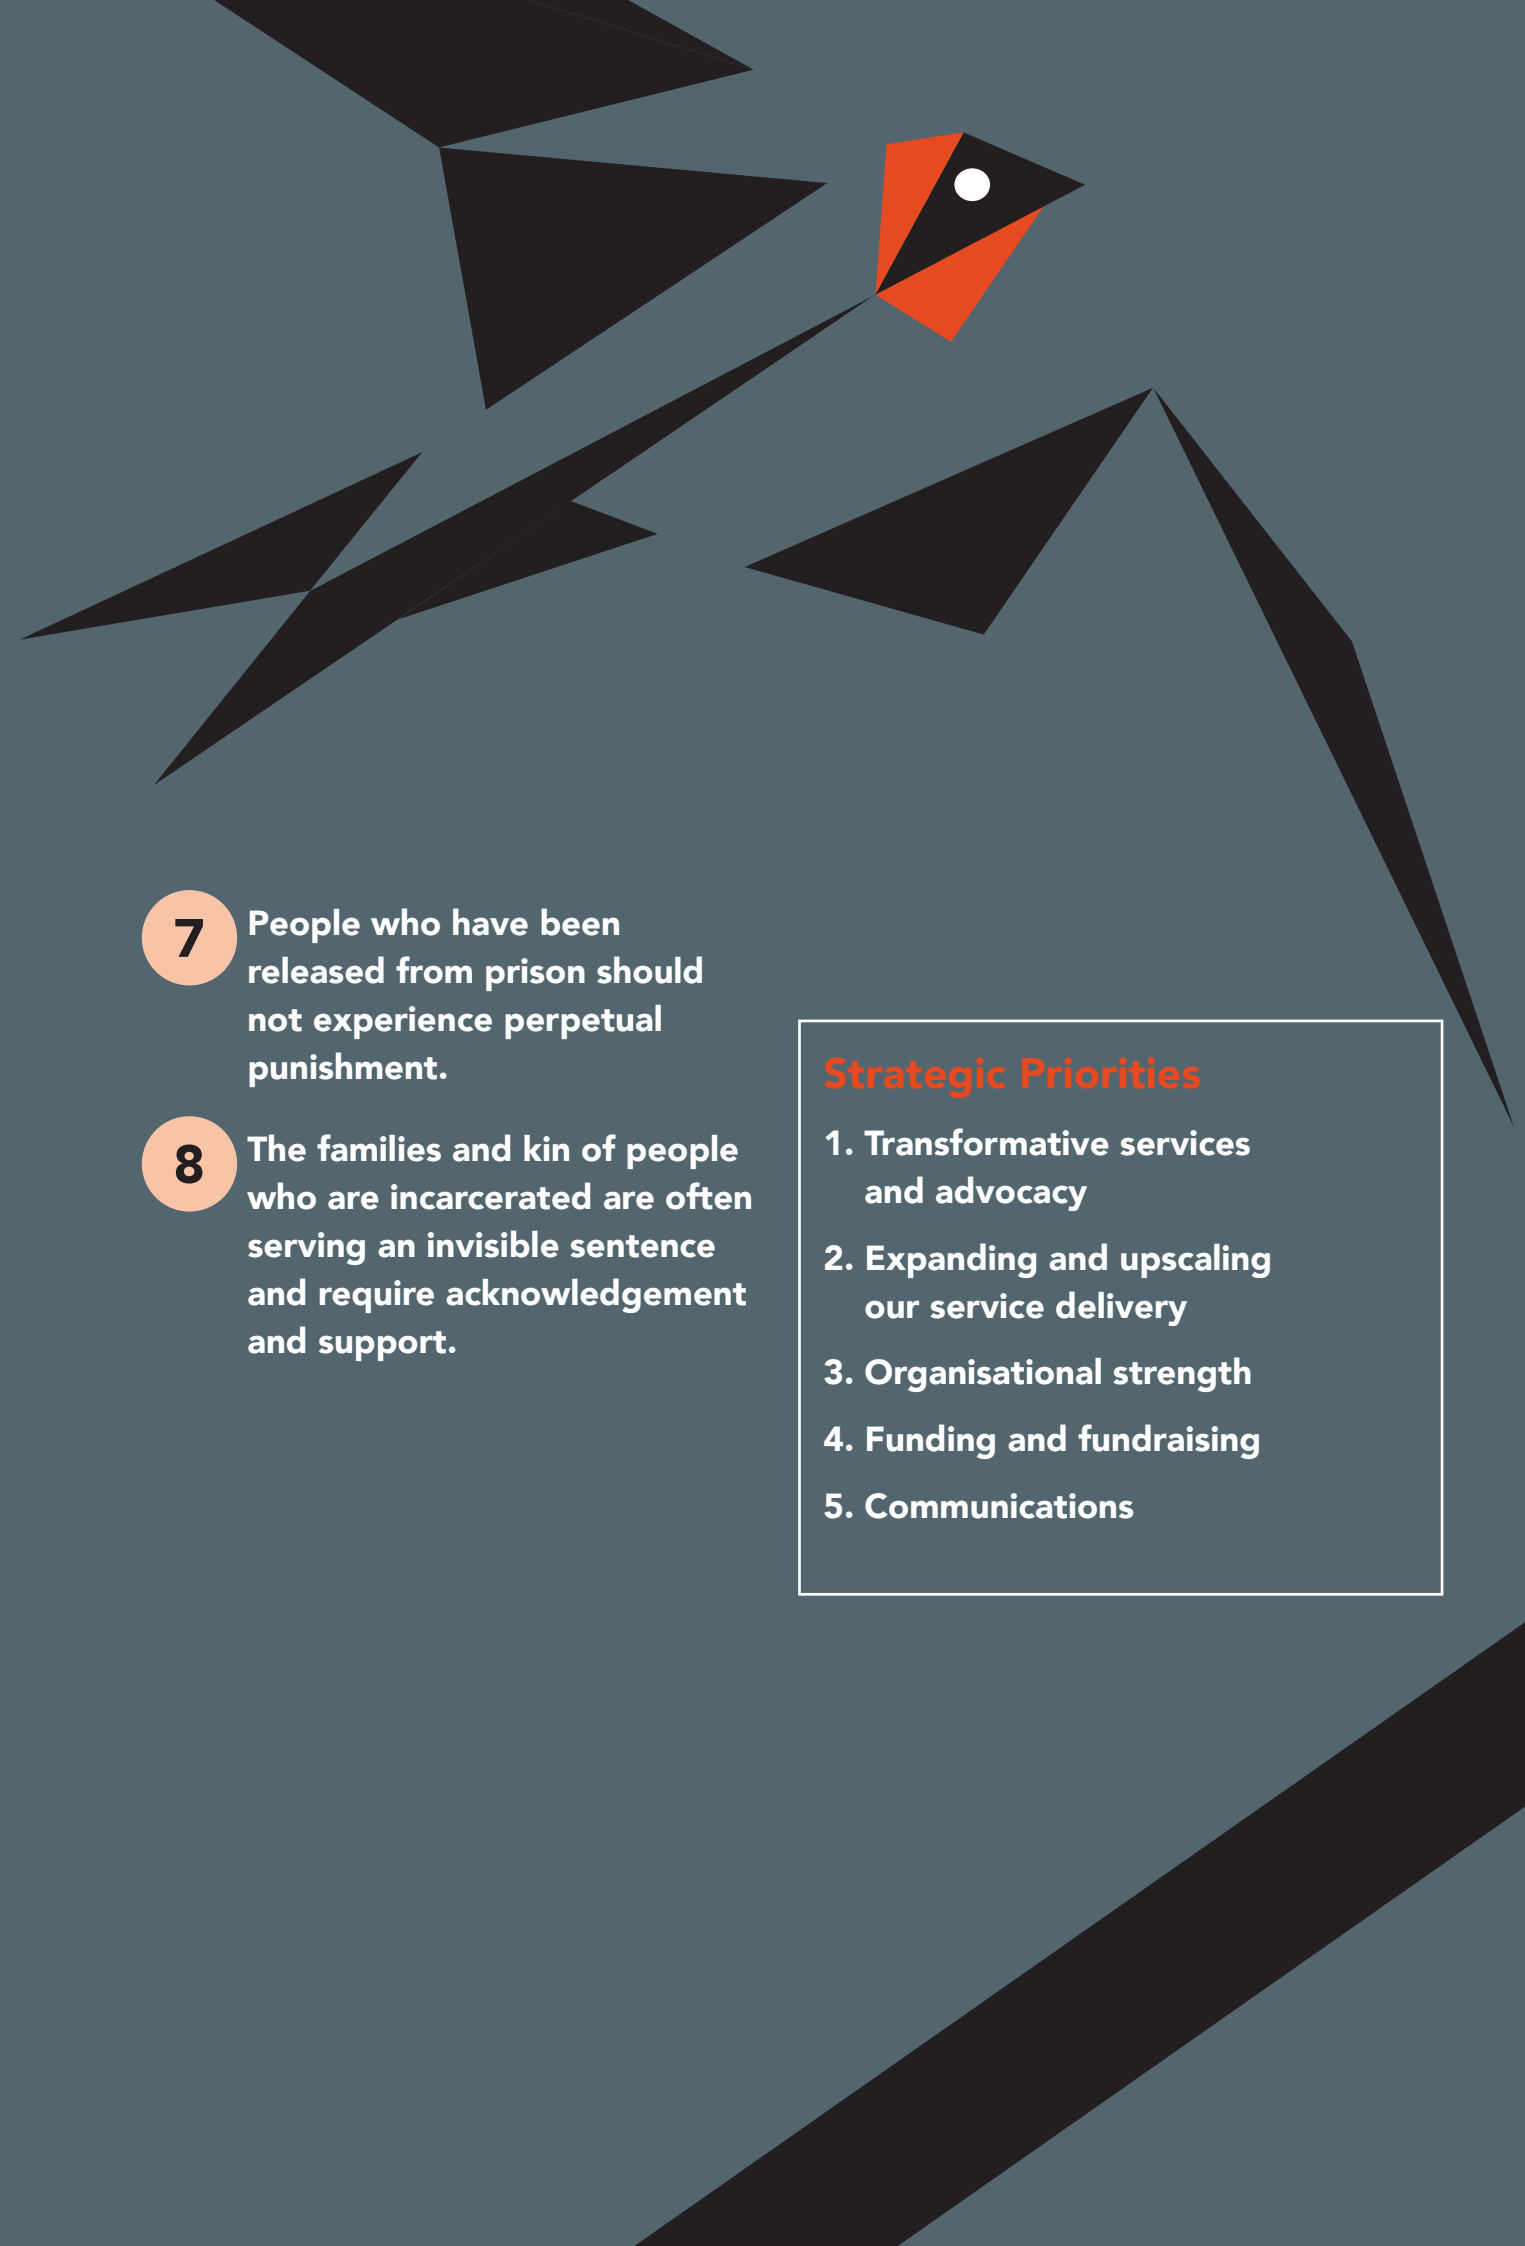 7 People who have been
released from prison should
not experience perpetual
punishment.
8 The families and kin of people
who are incarcerated are often
serving an invisible sentence
and require acknowledgement
and support.
Strategic Priorities
1. Transformative services
and advocacy
2. Expanding and upscaling
our service delivery
3. Organisational strength
4. Funding and fundraising
5. Communications